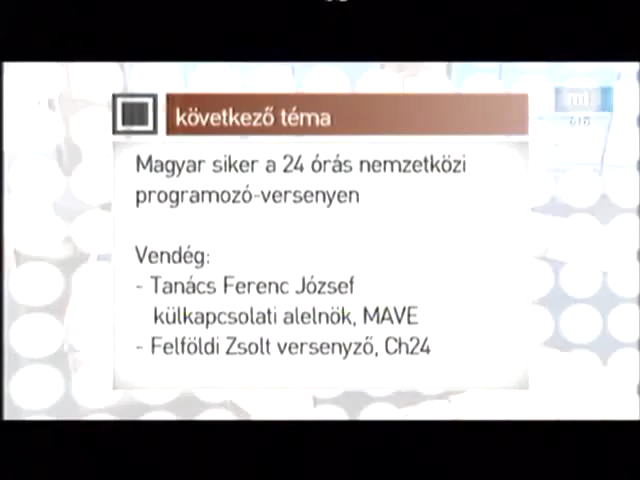 következő téma
m1
Magyar siker a 24 órás nemzetközi
programozó-versenyen
Vendég:
- Tanács Ferenc József
külkapcsolati alelnök, MAVE
- Felföldi Zsolt versenyző, Ch24